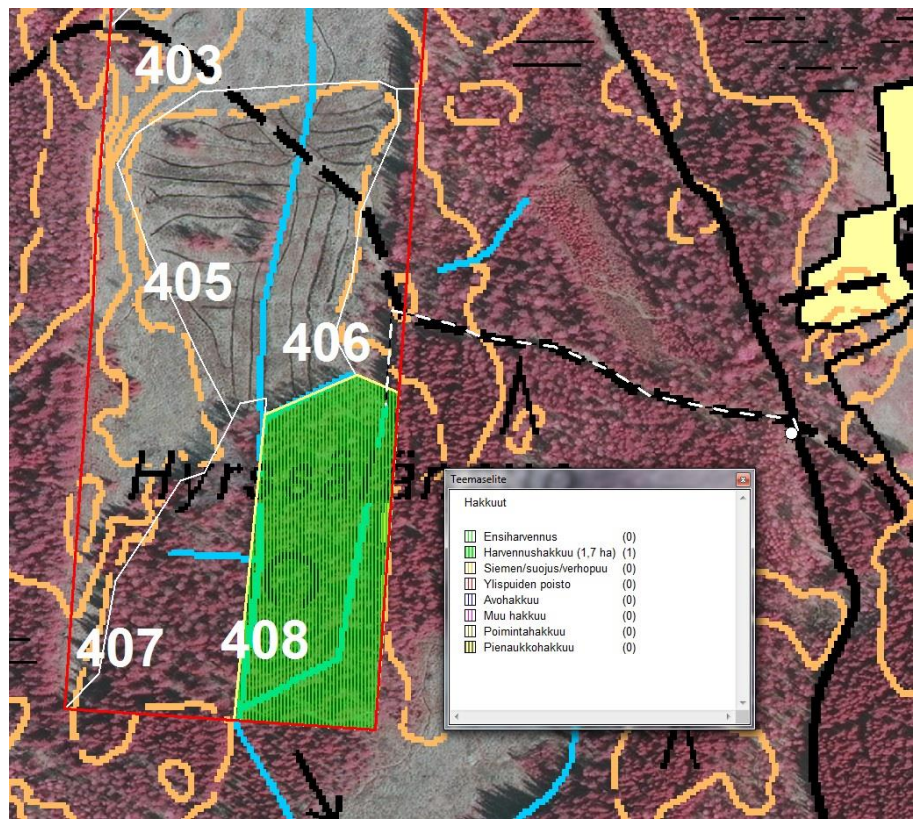 403
405
406
Teemaselite
Hakkuut
Ensiharvennus (0)
Harvennushakkuu (1,7 ha) (1)
Siemen/suojus/verhopuu (0)
Ylispuiden poisto (0)
Avohakkuu (0)
Muu hakkuu (0)
Poimintahakkuu (0)
Pienaukkohakkuu (0)
407
408